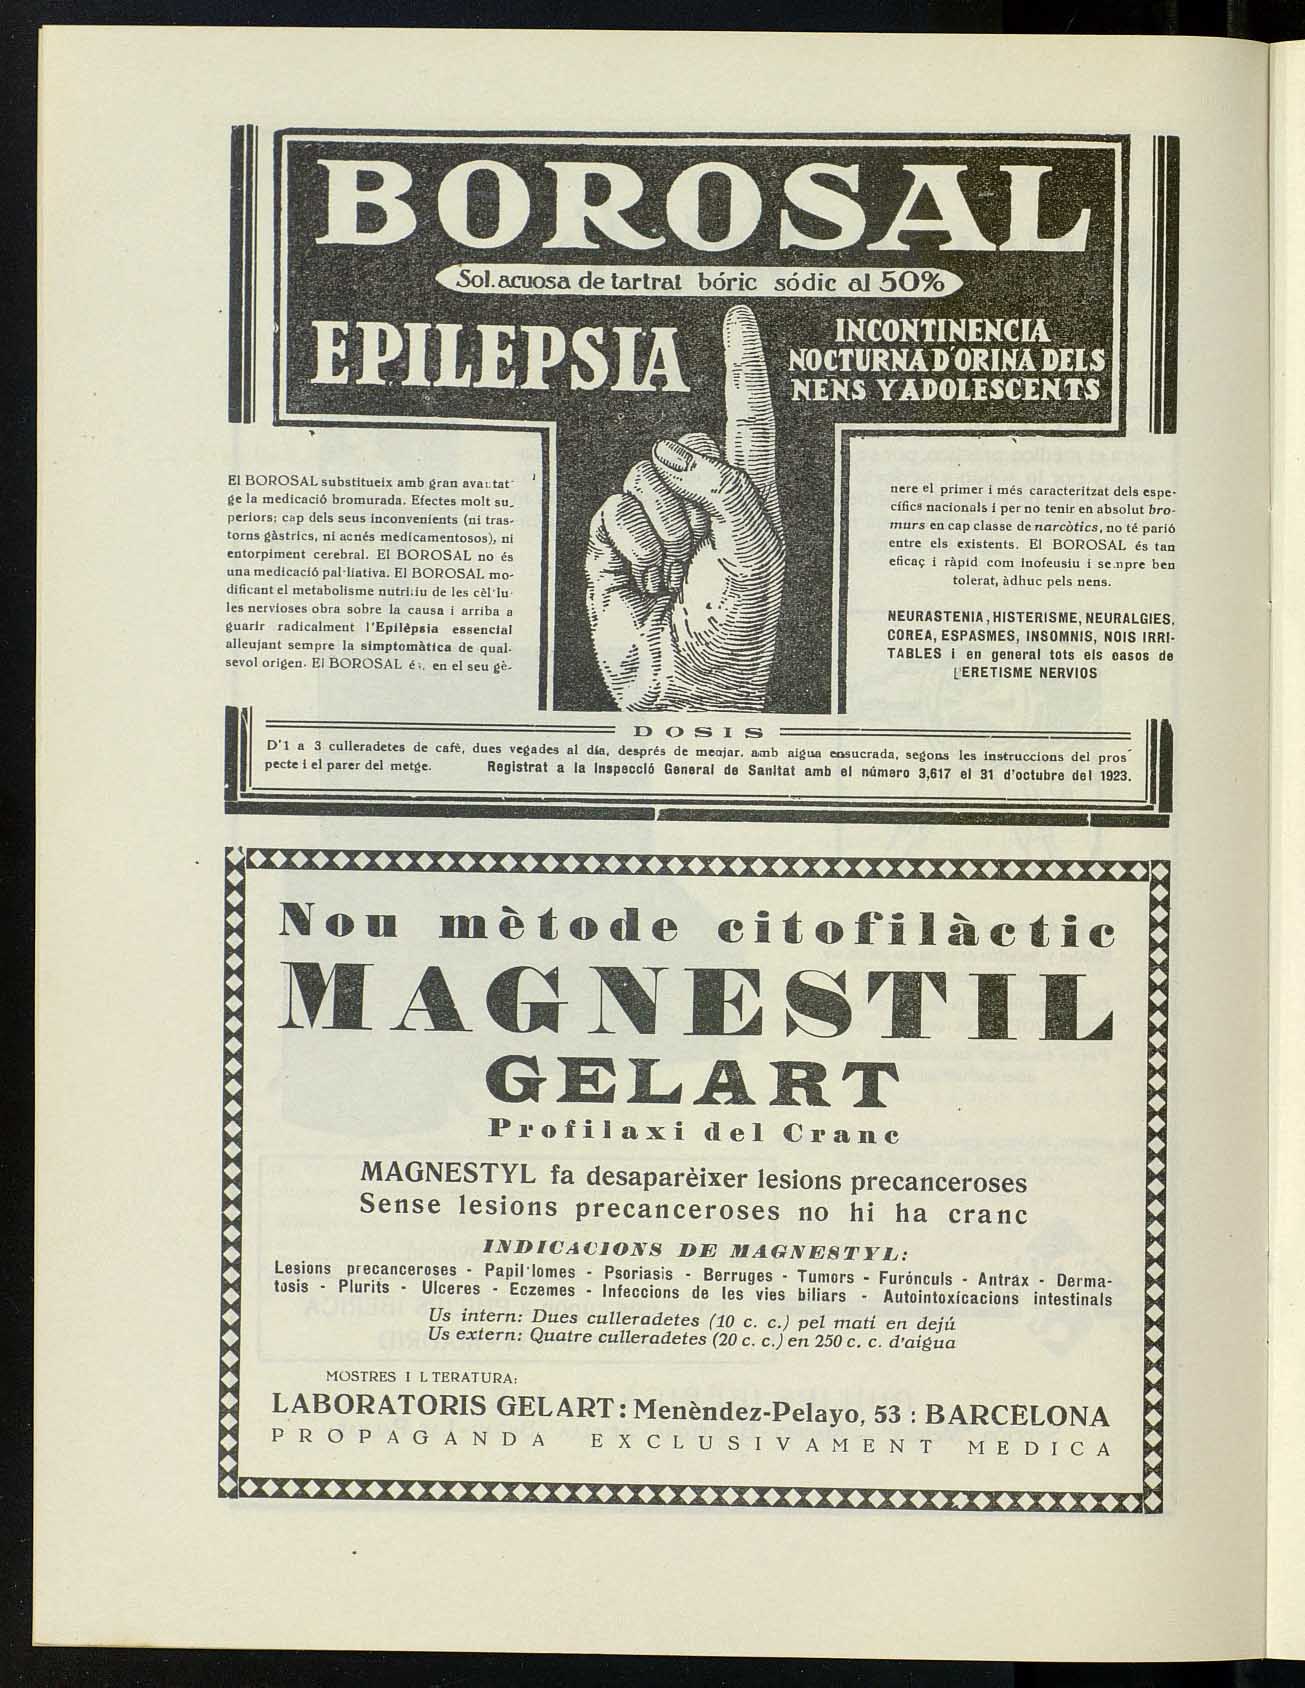 BOROSAL
Sol. acuosa de tartrat bóric sódic al 50%
EPILEPSIA
INCONTINENCIA
NOCTURNA D'ORINA DELS
NENS Y ADOLESCENTS
El BOROSAL substitueix amb gran avantat
ge la medicació bromurada. Efectes molt su-
periors; cap dels seus inconvenients (ni tras-
torns gàstrics, ni acnés medicamentosos), ni
entorpiment cerebral. El BOROSAL no és
una medicació pal·liativa. El BOROSAL mo-
dificant el metabolisme nutritiu de les cèl·lu-
les nervioses obra sobre la causa i arriba a
guarir radicalment l'Epilèpsia essencial
alleujant sempre la simptomàtica de qual-
sevol origen. El BOROSAL és, en el seu gè-
nere el primer i més caracteritzat dels espe-
cífics nacionals i per no tenir en absolut bro-
murs en cap classe de narcòtics, no té parió
entre els existents. El BOROSAL és tan
eficaç i ràpid com inofeusiu i sempre ben
tolerat, àdhuc pels nens.
NEURASTENIA, HISTERISME, NEURALGIES,
COREA, ESPASMES, INSOMNIS, NOIS IRRI-
TABLES i en general tots els casos de
L'ERETISME NERVIOS
DOSIS
D'1 a 3 culleradetes de cafè, dues vegades al día, després de menjar, amb aigua ensucrada, segons les instruccions del pros
pecte i el parer del metge. Registrat a la Inspecció General de Sanitat amb el número 3,617 el 31 d'octubre del 1923.
Nou mètode citofilàctic
MAGNESTIL
GELART
Profilaxi del Cranc
MAGNESTYL fa desaparèixer lesions precanceroses
Sense lesions precanceroses no hi ha cranc
INDICACIONS DE MAGNESTYL:
Lesions precanceroses - Papil·lomes - Psoriasis - Berruges - Tumors - Furónculs - Antrax - Derma-
tosis - Plurits - Ulceres - Eczemes - Infeccions de les vies biliars - Autointoxicacions intestinals
Us intern: Dues culleradetes (10 c. c.) pel matí en dejú
Us extern: Quatre culleradetes (20 c. c.) en 250 c. c. d'aigua
MOSTRES I L TERATURA:
LABORATORIS GELART: Menèndez-Pelayo, 53 : BARCELONA
PROPAGANDA EXCLUSIVAMENT MEDICA